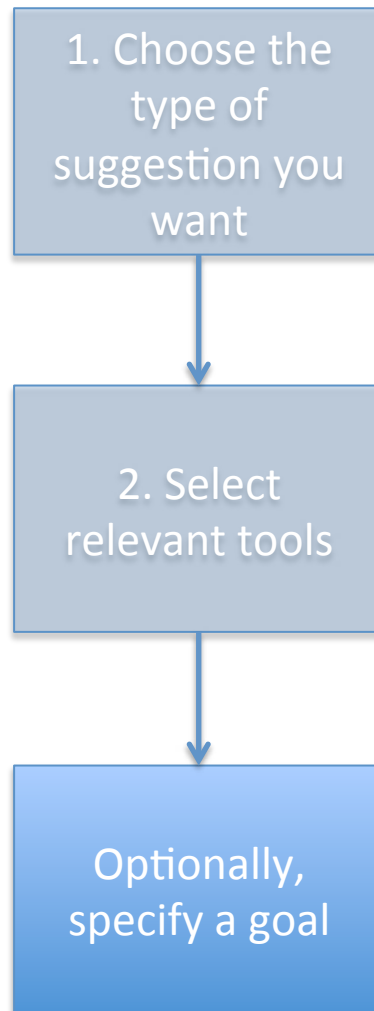 1. Choose the
type of
suggestion you
want
2. Select
relevant tools
Optionally,
specify a goal